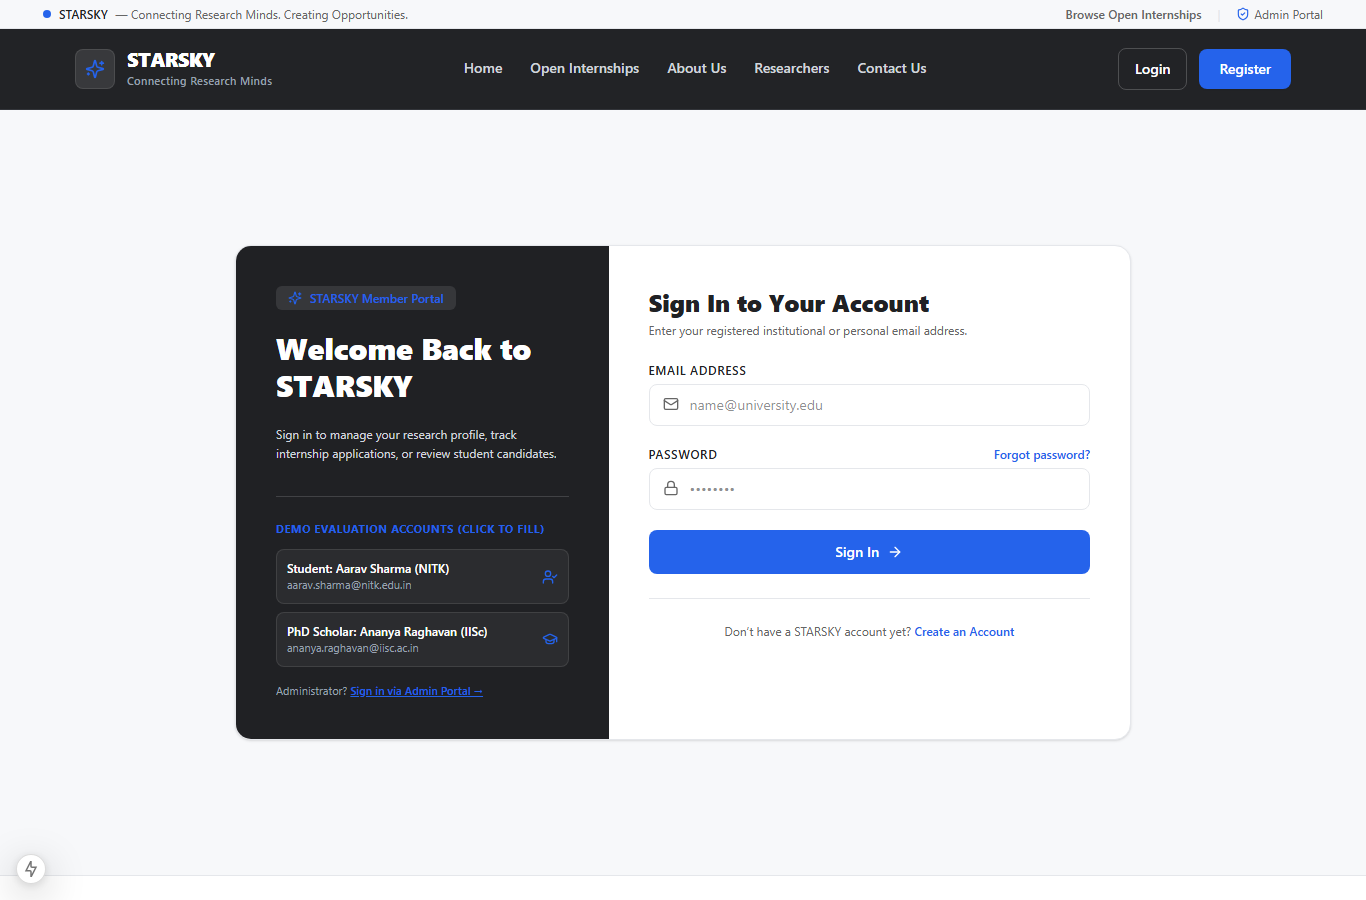 STARSKY — Connecting Research Minds. Creating Opportunities.
Browse Open Internships | Admin Portal
STARSKY
Connecting Research Minds
Home Open Internships About Us Researchers Contact Us
Login Register
STARSKY Member Portal
Welcome Back to
STARSKY
Sign in to manage your research profile, track
internship applications, or review student candidates.
DEMO EVALUATION ACCOUNTS (CLICK TO FILL)
Student: Aarav Sharma (NITK)
aarav.sharma@nitk.edu.in
PhD Scholar: Ananya Raghavan (IISc)
ananya.raghavan@iisc.ac.in
Administrator? Sign in via Admin Portal →
Sign In to Your Account
Enter your registered institutional or personal email address.
EMAIL ADDRESS
name@university.edu
PASSWORD Forgot password?
••••••••
Sign In →
Don't have a STARSKY account yet? Create an Account